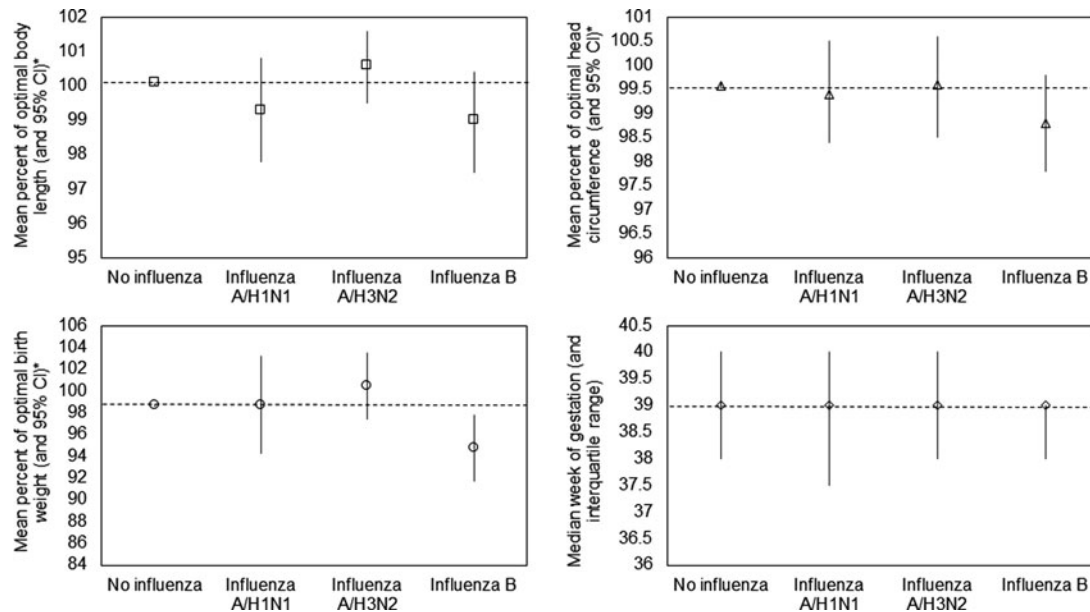 Mean percent of optimal body
length (and 95% CI)*
102
101
100
99
98
97
96
95
No influenza
Influenza
A/H1N1
Influenza
A/H3N2
Influenza B
Mean percent of optimal head
circumference (and 95% CI)*
101
100.5
100
99.5
99
98.5
98
97.5
97
96.5
96
No influenza
Influenza
A/H1N1
Influenza
A/H3N2
Influenza B
Mean percent of optimal birth
weight (and 95% CI)*
106
104
102
100
98
96
94
92
90
88
86
84
No influenza
Influenza
A/H1N1
Influenza
A/H3N2
Influenza B
Median week of gestation (and
interquartile range)
40.5
40
39.5
39
38.5
38
37.5
37
36.5
36
No influenza
Influenza
A/H1N1
Influenza
A/H3N2
Influenza B